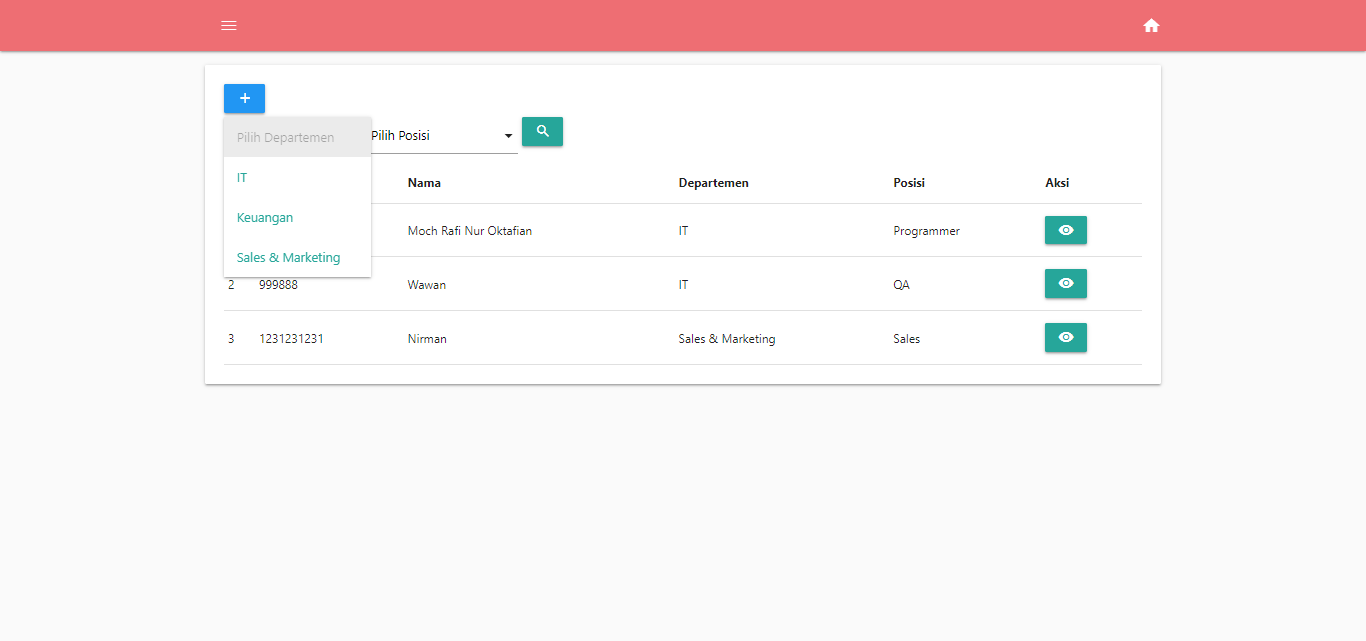 Pilih Departemen
Pilih Posisi
IT
Keuangan
Sales & Marketing
Nama Departemen Posisi Aksi
Moch Rafi Nur Oktafian IT Programmer
2 999888 Wawan IT QA
3 1231231231 Nirman Sales & Marketing Sales